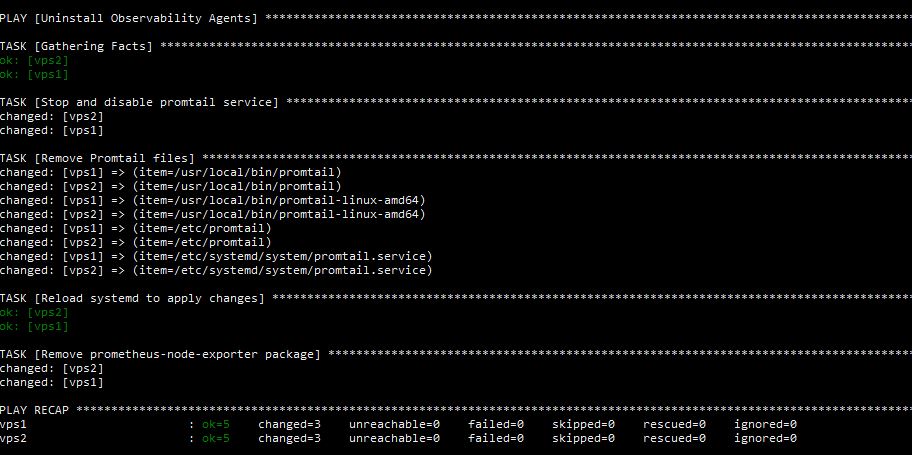 PLAY [Uninstall Observability Agents] *********************************************************************************************
TASK [Gathering Facts] ************************************************************************************************************
ok: [vps2]
ok: [vps1]
TASK [Stop and disable promtail service] ******************************************************************************************
changed: [vps2]
changed: [vps1]
TASK [Remove Promtail files] ******************************************************************************************************
changed: [vps1] => (item=/usr/local/bin/promtail)
changed: [vps2] => (item=/usr/local/bin/promtail)
changed: [vps1] => (item=/usr/local/bin/promtail-linux-amd64)
changed: [vps2] => (item=/usr/local/bin/promtail-linux-amd64)
changed: [vps1] => (item=/etc/promtail)
changed: [vps2] => (item=/etc/promtail)
changed: [vps1] => (item=/etc/systemd/system/promtail.service)
changed: [vps2] => (item=/etc/systemd/system/promtail.service)
TASK [Reload systemd to apply changes] ********************************************************************************************
ok: [vps2]
ok: [vps1]
TASK [Remove prometheus-node-exporter package] ************************************************************************************
changed: [vps2]
changed: [vps1]
PLAY RECAP ************************************************************************************************************************
vps1 : ok=5 changed=3 unreachable=0 failed=0 skipped=0 rescued=0 ignored=0
vps2 : ok=5 changed=3 unreachable=0 failed=0 skipped=0 rescued=0 ignored=0